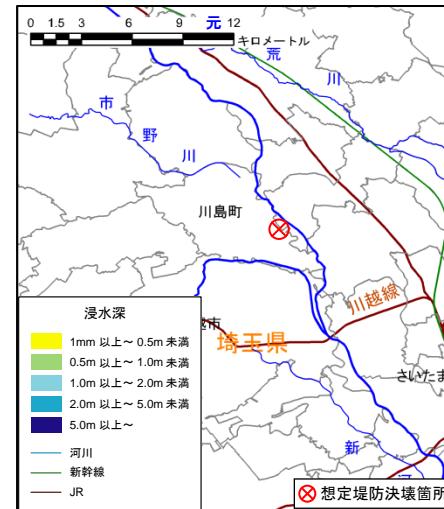 0 1.5 3 6 9 12
キロメートル
元
荒
川
市
野
川
川島町
川越線
越市
埼玉県
さいたま
新
河
浸水深
1mm 以上～ 0.5m 未満
0.5m 以上～ 1.0m 未満
1.0m 以上～ 2.0m 未満
2.0m 以上～ 5.0m 未満
5.0m 以上～
河川
新幹線
JR
想定堤防決壊箇所